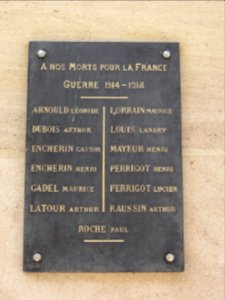 A NOS MORTS POUR LA FRANCE
GUERRE 1914-1918
ARNOULD LEONIDE
DUBOIS ARTHUR
ENCHERIN GASTON
ENCHERIN HENRI
GADEL MAURICE
LATOUR ARTHUR
LORRAIN MAURICE
LOUIS LANDRY
MAYEUR HENRI
PERRIGOT HENRI
PERRIGOT LUCIEN
RAUSSIN ARTHUR
ROCHE PAUL